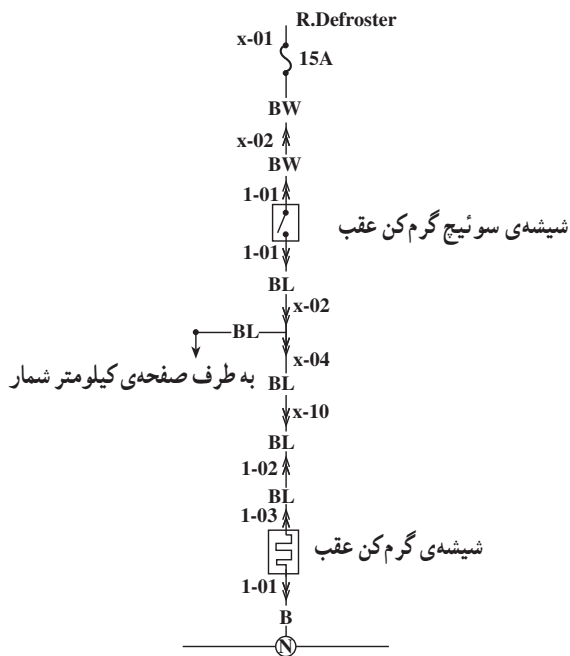 R.Defroster
x-01
15A
BW
x-02
BW
1-01
شیشه‌ی سوئیچ گرم‌کن عقب
1-01
BL
x-02
BL
به طرف صفحه‌ی کیلومتر شمار
x-04
BL
x-10
BL
1-02
BL
1-03
شیشه‌ی گرم‌کن عقب
1-01
B
N